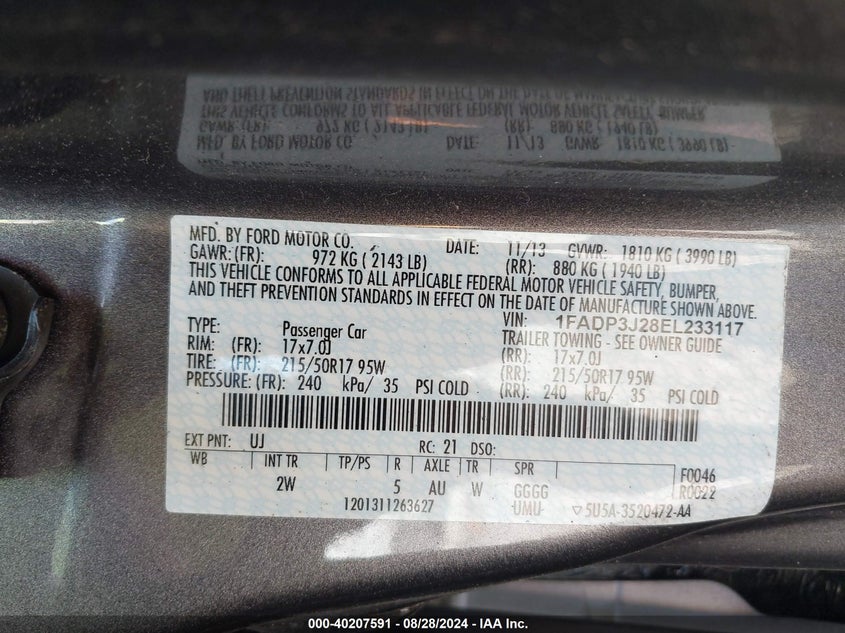 MFD. BY FORD MOTOR CO. DATE: 11/13 GVWR: 1810 KG ( 3990 LB)
GAWR: (FR): 972 KG ( 2143 LB) (RR): 880 KG ( 1940 LB)
THIS VEHICLE CONFORMS TO ALL APPLICABLE FEDERAL MOTOR VEHICLE SAFETY, BUMPER,
AND THEFT PREVENTION STANDARDS IN EFFECT ON THE DATE OF MANUFACTURE SHOWN ABOVE.
VIN: 1FADP3J28EL233117
TYPE: Passenger Car TRAILER TOWING - SEE OWNER GUIDE
RIM: (FR): 17x7.0J (RR): 17x7.0J
TIRE: (FR): 215/50R17 95W (RR): 215/50R17 95W
PRESSURE: (FR): 240 kPa/ 35 PSI COLD (RR): 240 kPa/ 35 PSI COLD
EXT PNT: UJ RC: 21 DSO:
WB INT TR TP/PS R AXLE TR SPR F0046
2W 5 AU W GGGG R0022
1201311263627 UMU ▽5U5A-3520472-AA
000-40207591 - 08/28/2024 - IAA Inc.